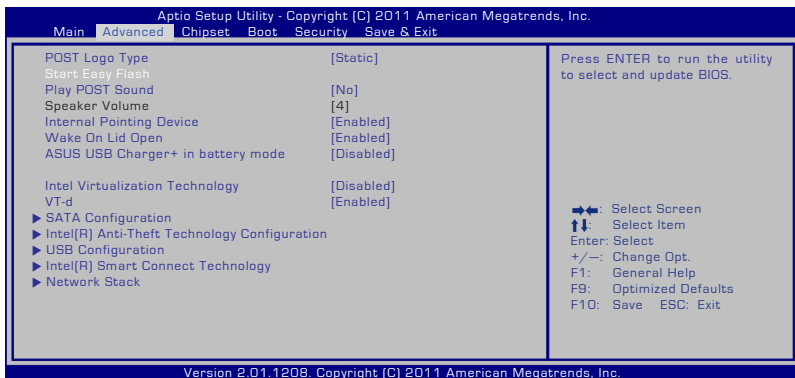 Aptio Setup Utility - Copyright (C) 2011 American Megatrends, Inc.
Main Advanced Chipset Boot Security Save & Exit
POST Logo Type [Static]
Start Easy Flash
Play POST Sound [No]
Speaker Volume [4]
Internal Pointing Device [Enabled]
Wake On Lid Open [Enabled]
ASUS USB Charger+ in battery mode [Disabled]
Intel Virtualization Technology [Disabled]
VT-d [Enabled]
SATA Configuration
Intel(R) Anti-Theft Technology Configuration
USB Configuration
Intel(R) Smart Connect Technology
Network Stack
Press ENTER to run the utility
to select and update BIOS.
→←: Select Screen
↑↓: Select Item
Enter: Select
+/—: Change Opt.
F1: General Help
F9: Optimized Defaults
F10: Save ESC: Exit
Version 2.01.1208. Copyright (C) 2011 American Megatrends, Inc.